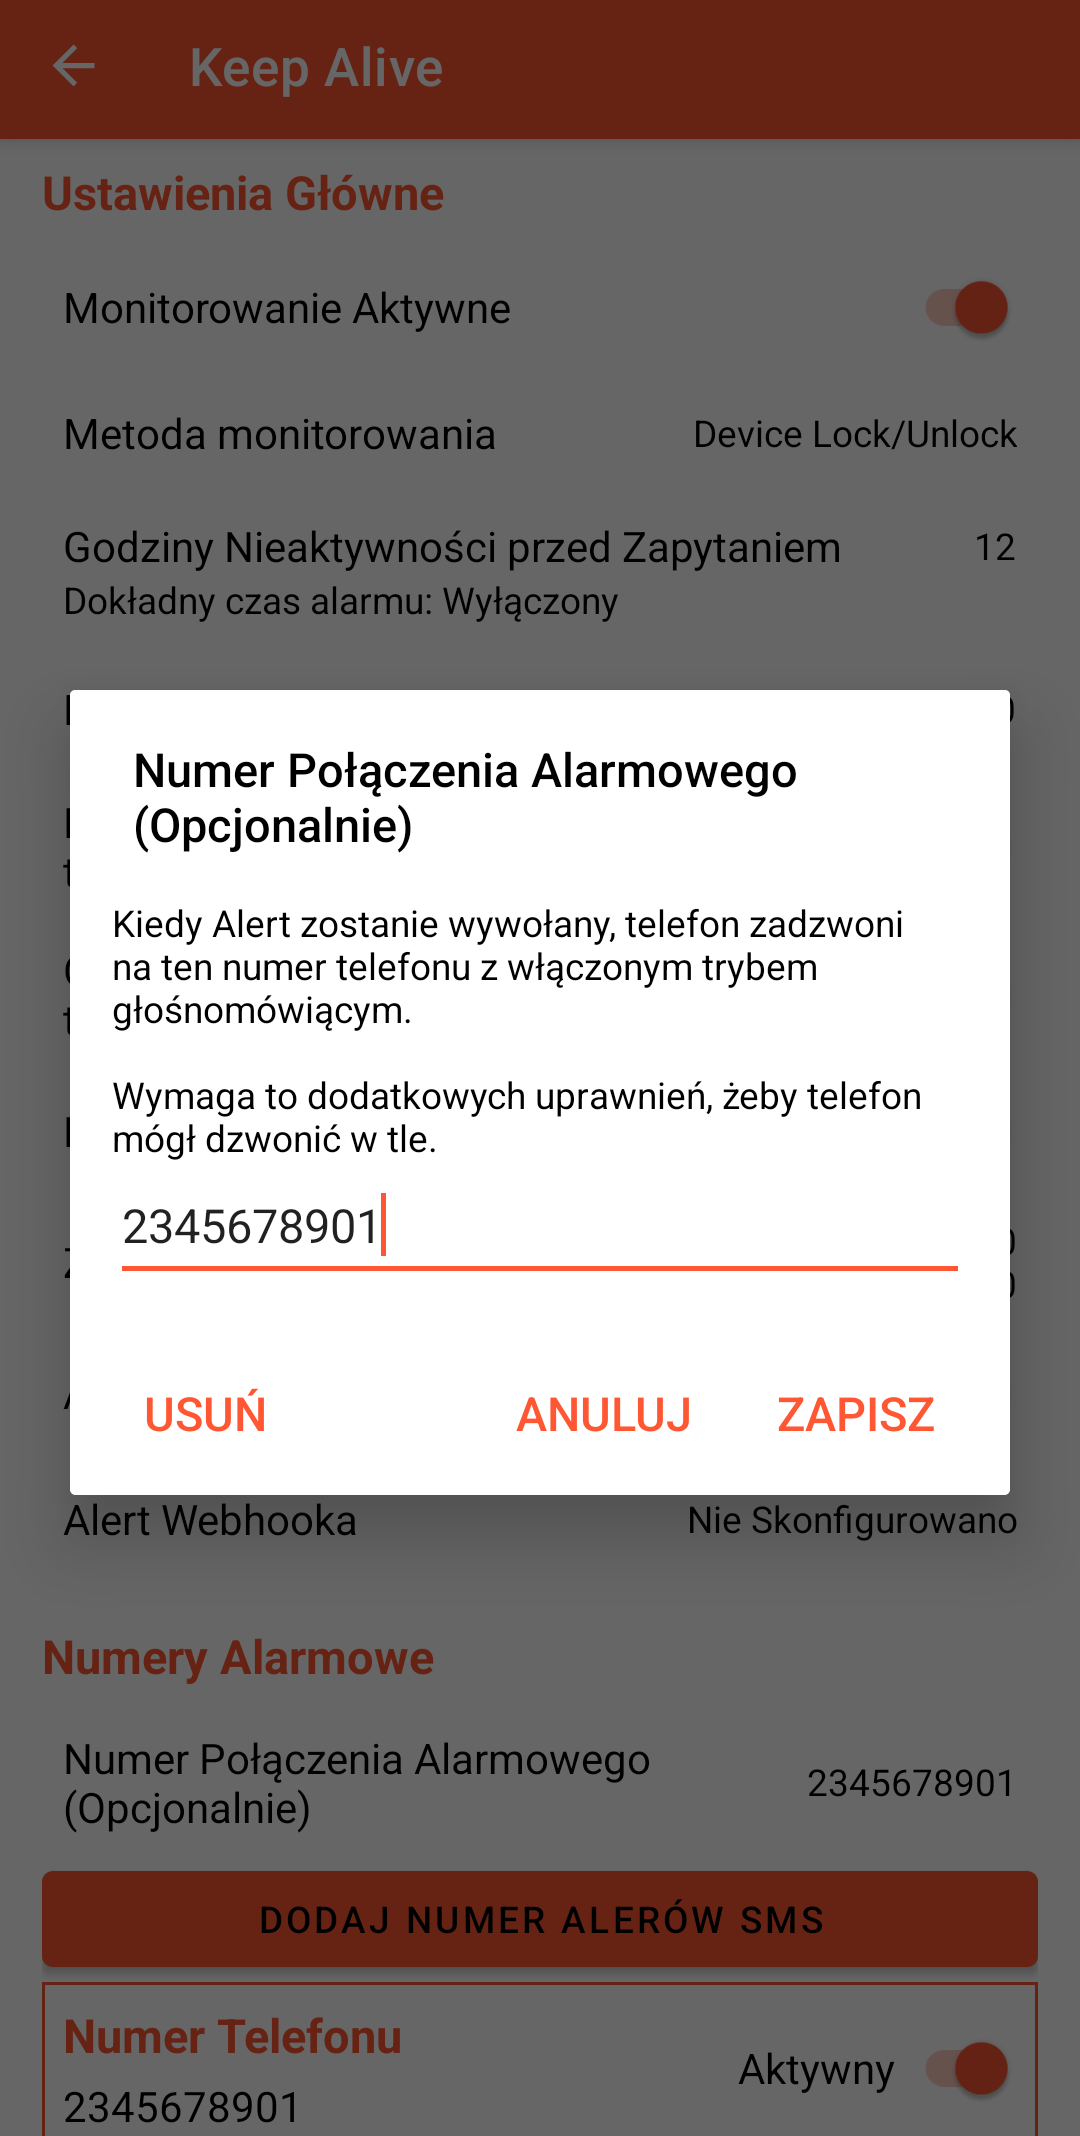 Keep Alive
Ustawienia Główne
Monitorowanie Aktywne
Metoda monitorowania Device Lock/Unlock
Godziny Nieaktywności przed Zapytaniem 12
Dokładny czas alarmu: Wyłączony
Numer Połączenia Alarmowego
(Opcjonalnie)
Kiedy Alert zostanie wywołany, telefon zadzwoni
na ten numer telefonu z włączonym trybem
głośnomówiącym.
Wymaga to dodatkowych uprawnień, żeby telefon
mógł dzwonić w tle.
2345678901
USUŃ ANULUJ ZAPISZ
Alert Webhooka Nie Skonfigurowano
Numery Alarmowe
Numer Połączenia Alarmowego
(Opcjonalnie) 2345678901
DODAJ NUMER ALERÓW SMS
Numer Telefonu
Aktywny
2345678901